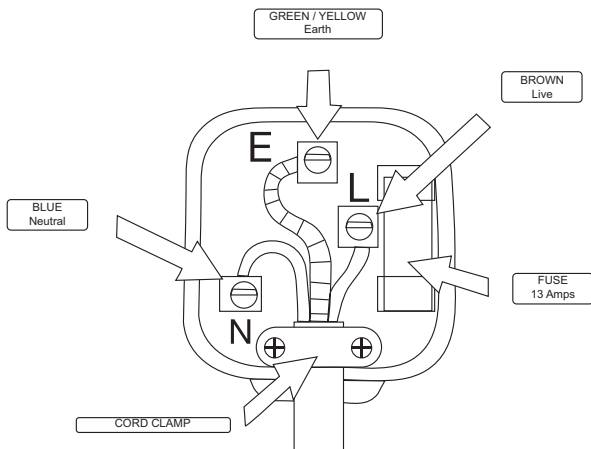 GREEN / YELLOW
Earth
BROWN
Live
E
L
BLUE
Neutral
FUSE
13 Amps
N
CORD CLAMP